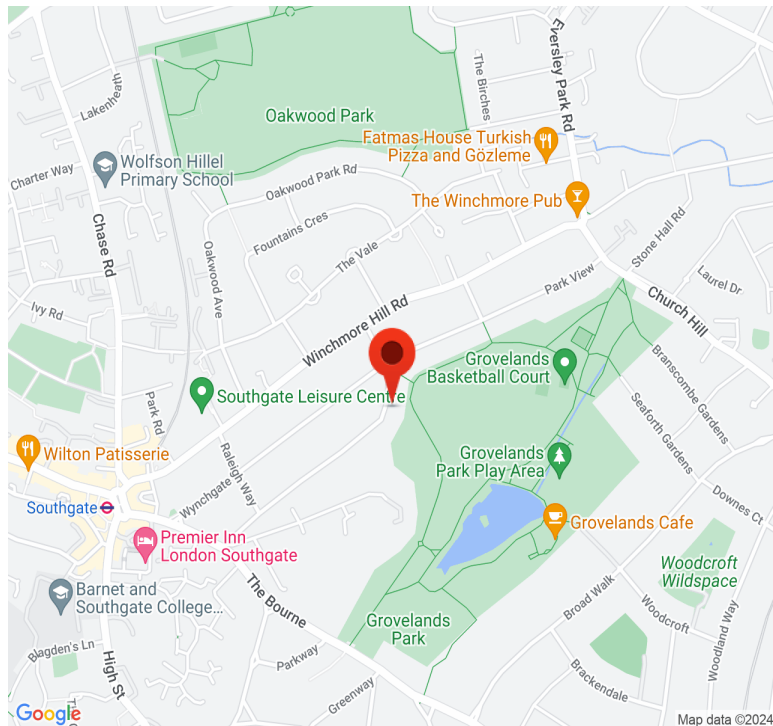 Eversley Park Rd
Lakenheath
The Birches
Oakwood Park
Fatmas House Turkish
Pizza and Gözleme
Wolfson Hillel
Primary School
Charter Way
Oakwood Park Rd
The Winchmore Pub
Chase Rd
Fountains Cres
Stone Hall Rd
Oakwood Ave
The Vale
Park View
Laurel Dr
Ivy Rd
Winchmore Hill Rd
Church Hill
Grovelands
Basketball Court
Branscombe Gardens
Southgate Leisure Centre
Park Rd
Seaforth Gardens
Wilton Patisserie
Raleigh Way
Grovelands
Park Play Area
Wynchgate
Downes Ct
Southgate
Grovelands Cafe
Premier Inn
London Southgate
Woodcroft
Wildspace
Barnet and
Southgate College...
The Bourne
Broad Walk
Woodcroft
Grovelands
Park
Woodland Way
Blagden's Ln
High St
Parkway
Brackendale
Greenway
Google
Map data ©2024